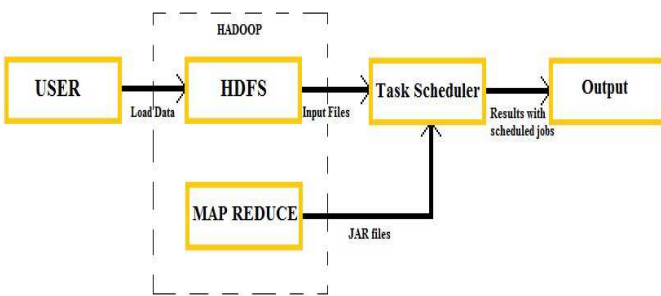 HADOOP
USER
Load Data
HDFS
Input Files
Task Scheduler
Results with
scheduled jobs
Output
MAP REDUCE
JAR files